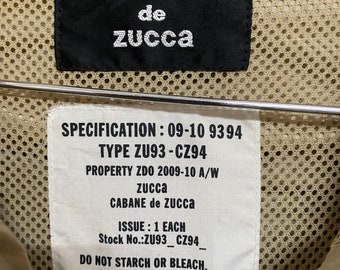 de
zucca
SPECIFICATION : 09-10 9394
TYPE ZU93-CZ94
PROPERTY ZDO 2009-10 A/W
zucca
CABANE de zucca
ISSUE : 1 EACH
Stock No.:ZU93_CZ94_
DO NOT STARCH OR BLEACH.